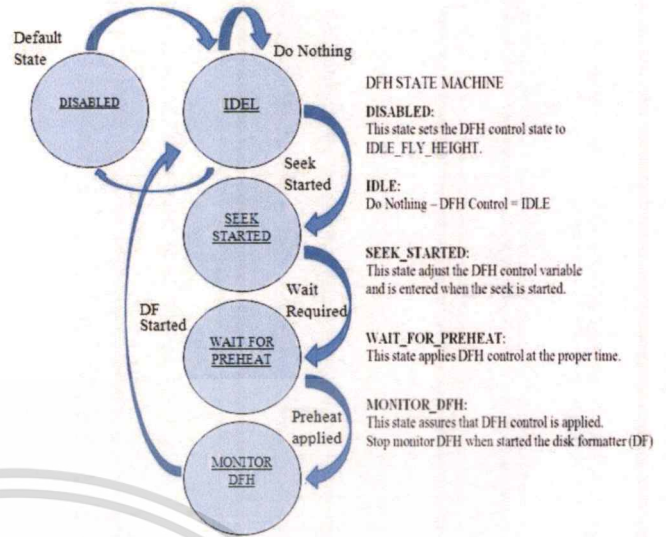 Default
State
DISABLED
IDEL
Do Nothing
Seek
Started
SEEK
STARTED
Wait
Required
DF
Started
WAIT FOR
PREHEAT
Preheat
applied
MONITOR
DFH
DFH STATE MACHINE
DISABLED:
This state sets the DFH control state to
IDLE_FLY_HEIGHT.
IDLE:
Do Nothing – DFH Control = IDLE
SEEK_STARTED:
This state adjust the DFH control variable
and is entered when the seek is started.
WAIT_FOR_PREHEAT:
This state applies DFH control at the proper time.
MONITOR_DFH:
This state assures that DFH control is applied.
Stop monitor DFH when started the disk formatter (DF)